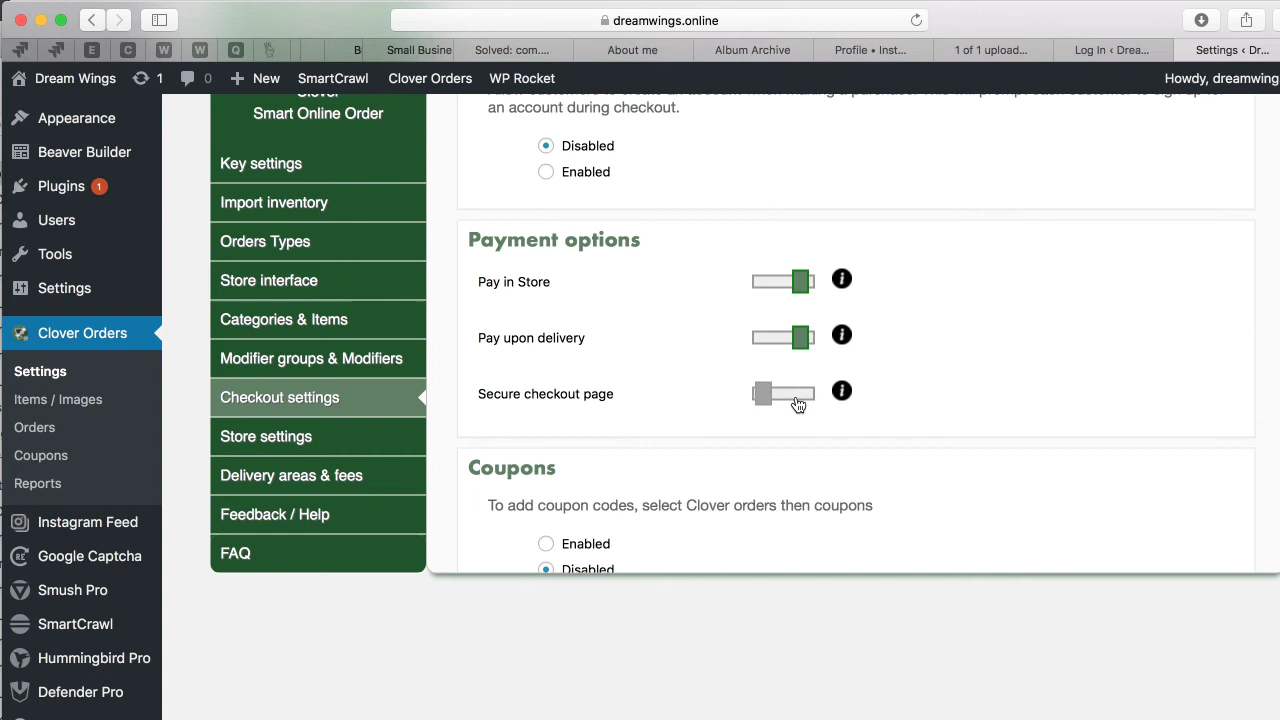 dreamwings.online
E C W W Q B Small Busine Solved: com.... About me Album Archive Profile • Inst... 1 of 1 upload... Log In ‹ Drea... Settings ‹ Dr...
Dream Wings 1 0 New SmartCrawl Clover Orders WP Rocket Howdy, dreamwing
Appearance
Beaver Builder
Plugins 1
Users
Tools
Settings
Clover Orders
Settings
Items / Images
Orders
Coupons
Reports
Instagram Feed
RE Google Captcha
Smush Pro
SmartCrawl
Hummingbird Pro
Defender Pro
Clover
Smart Online Order
Key settings
Import inventory
Orders Types
Store interface
Categories & Items
Modifier groups & Modifiers
Checkout settings
Store settings
Delivery areas & fees
Feedback / Help
FAQ
an account during checkout.
Disabled
Enabled
Payment options
Pay in Store
Pay upon delivery
Secure checkout page
Coupons
To add coupon codes, select Clover orders then coupons
Enabled
Disabled